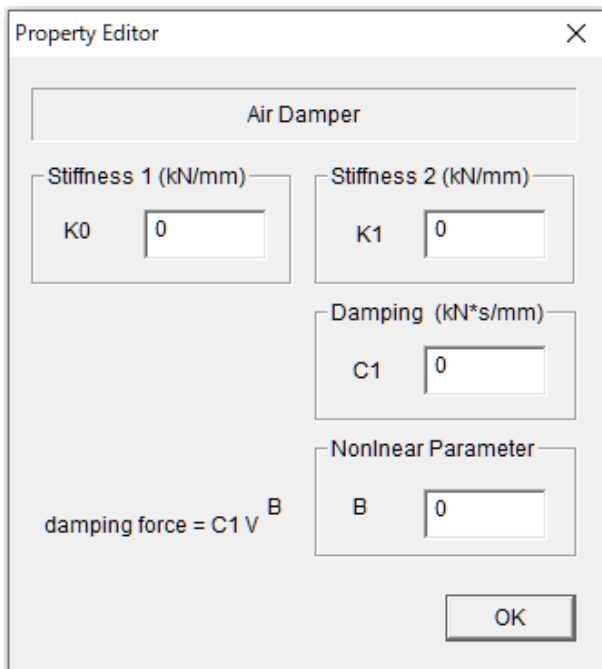 Property Editor
Air Damper
Stiffness 1 (kN/mm)
K0 0
Stiffness 2 (kN/mm)
K1 0
Damping (kN*s/mm)
C1 0
Nonlnear Parameter
B 0
damping force = C1 V B
OK